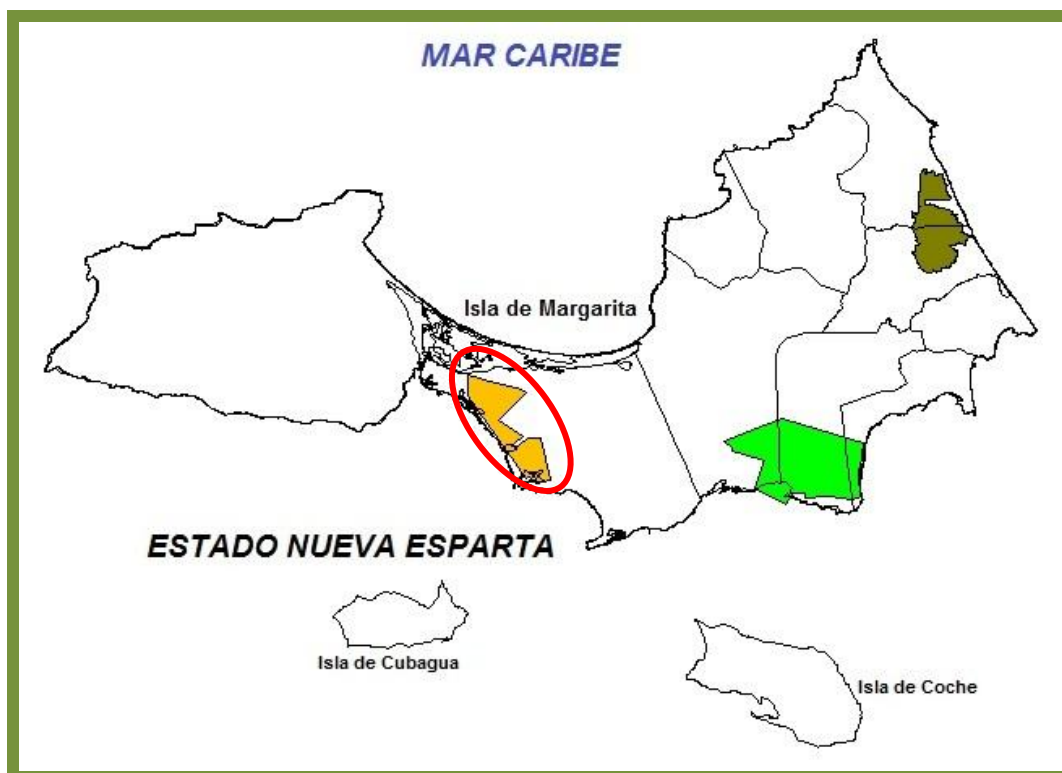 MAR CARIBE
Isla de Margarita
ESTADO NUEVA ESPARTA
Isla de Cubagua
Isla de Coche